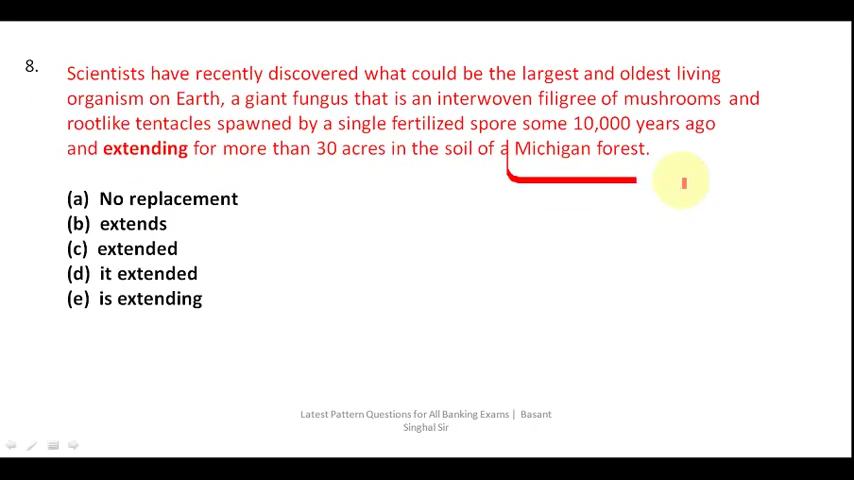 8.
Scientists have recently discovered what could be the largest and oldest living
organism on Earth, a giant fungus that is an interwoven filigree of mushrooms and
rootlike tentacles spawned by a single fertilized spore some 10,000 years ago
and extending for more than 30 acres in the soil of a Michigan forest.
(a) No replacement
(b) extends
(c) extended
(d) it extended
(e) is extending
Latest Pattern Questions for All Banking Exams | Basant
Singhal Sir